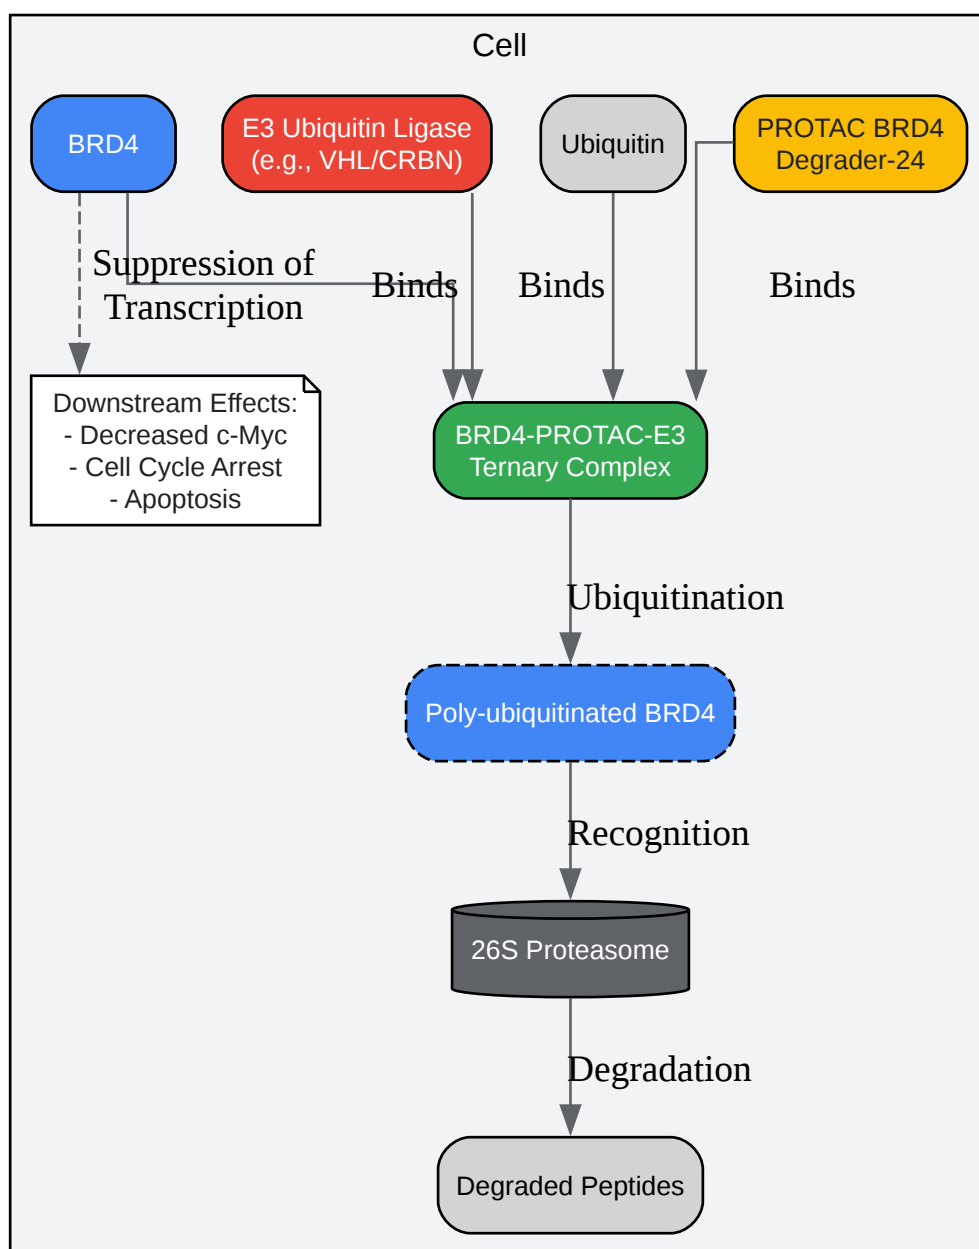 Cell
BRD4
E3 Ubiquitin Ligase
(e.g., VHL/CRBN)
Ubiquitin
PROTAC BRD4
Degrader-24
Suppression of
Transcription
Binds
Binds
Binds
Downstream Effects:
- Decreased c-Myc
- Cell Cycle Arrest
- Apoptosis
BRD4-PROTAC-E3
Ternary Complex
Ubiquitination
Poly-ubiquitinated BRD4
Recognition
26S Proteasome
Degradation
Degraded Peptides